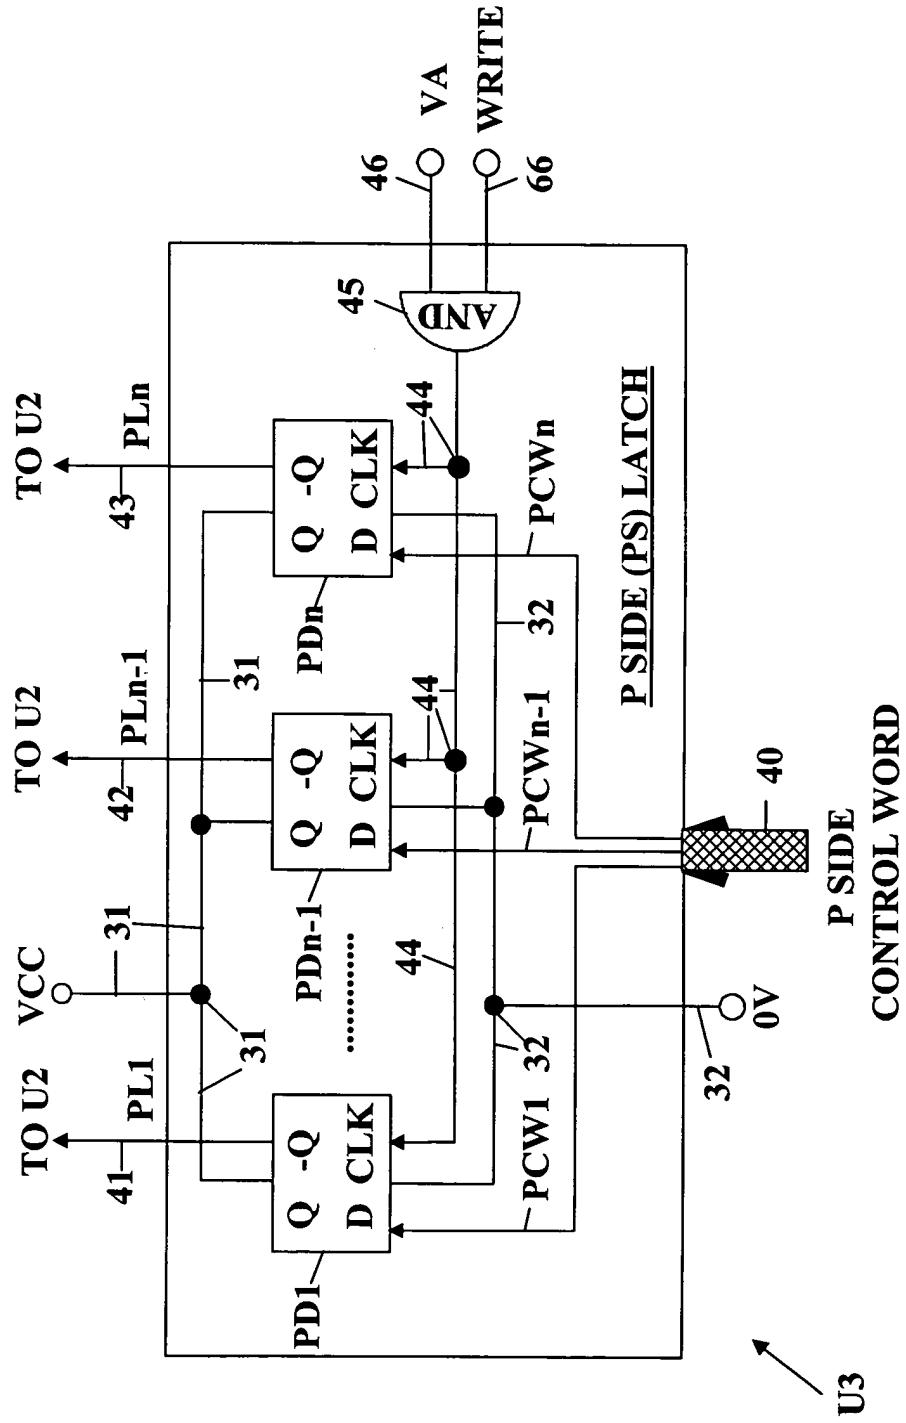 TO U2
TO U2
TO U2
PL1
PLn-1
PLn
41
VCC
42
43
31
31
31
31
PD1
PDn-1
PDn
Q -Q
D CLK
Q -Q
D CLK
Q -Q
D CLK
............
45
AND
46
VA
WRITE
66
44
44
44
32
32
PCW1
PCWn-1
PCWn
P SIDE (PS) LATCH
32
0V
40
P SIDE
CONTROL WORD
U3